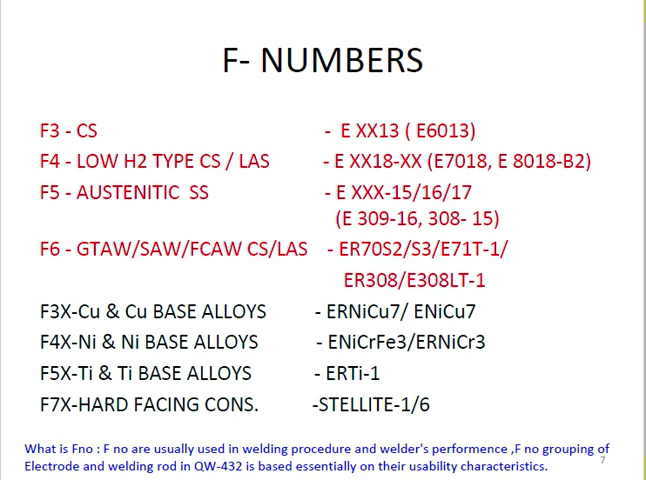 F- NUMBERS
F3 - CS - E XX13 ( E6013)
F4 - LOW H2 TYPE CS / LAS - E XX18-XX (E7018, E 8018-B2)
F5 - AUSTENITIC SS - E XXX-15/16/17
(E 309-16, 308- 15)
F6 - GTAW/SAW/FCAW CS/LAS - ER70S2/S3/E71T-1/
ER308/E308LT-1
F3X-Cu & Cu BASE ALLOYS - ERNiCu7/ ENiCu7
F4X-Ni & Ni BASE ALLOYS - ENiCrFe3/ERNiCr3
F5X-Ti & Ti BASE ALLOYS - ERTi-1
F7X-HARD FACING CONS. -STELLITE-1/6
What is Fno : F no are usually used in welding procedure and welder's performence ,F no grouping of
Electrode and welding rod in QW-432 is based essentially on their usability characteristics.
7